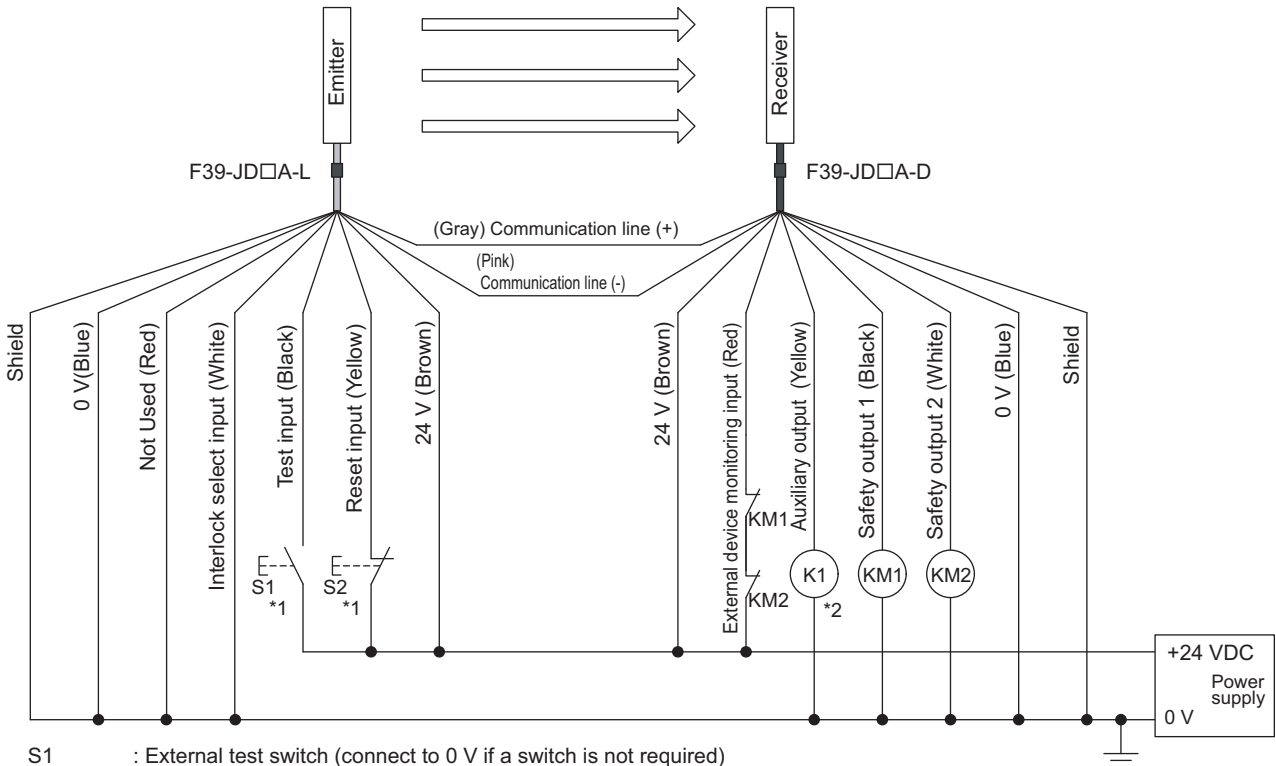 Emitter
Receiver
F39-JD□A-L
F39-JD□A-D
(Gray) Communication line (+)
(Pink)
Communication line (-)
Shield
0 V(Blue)
Not Used (Red)
Interlock select input (White)
Test input (Black)
Reset input (Yellow)
24 V (Brown)
24 V (Brown)
External device monitoring input (Red)
Auxiliary output (Yellow)
Safety output 1 (Black)
Safety output 2 (White)
0 V (Blue)
Shield
S1
*1
S2
*1
KM1
KM2
K1
*2
KM1
KM2
+24 VDC
Power
supply
0 V
S1 : External test switch (connect to 0 V if a switch is not required)